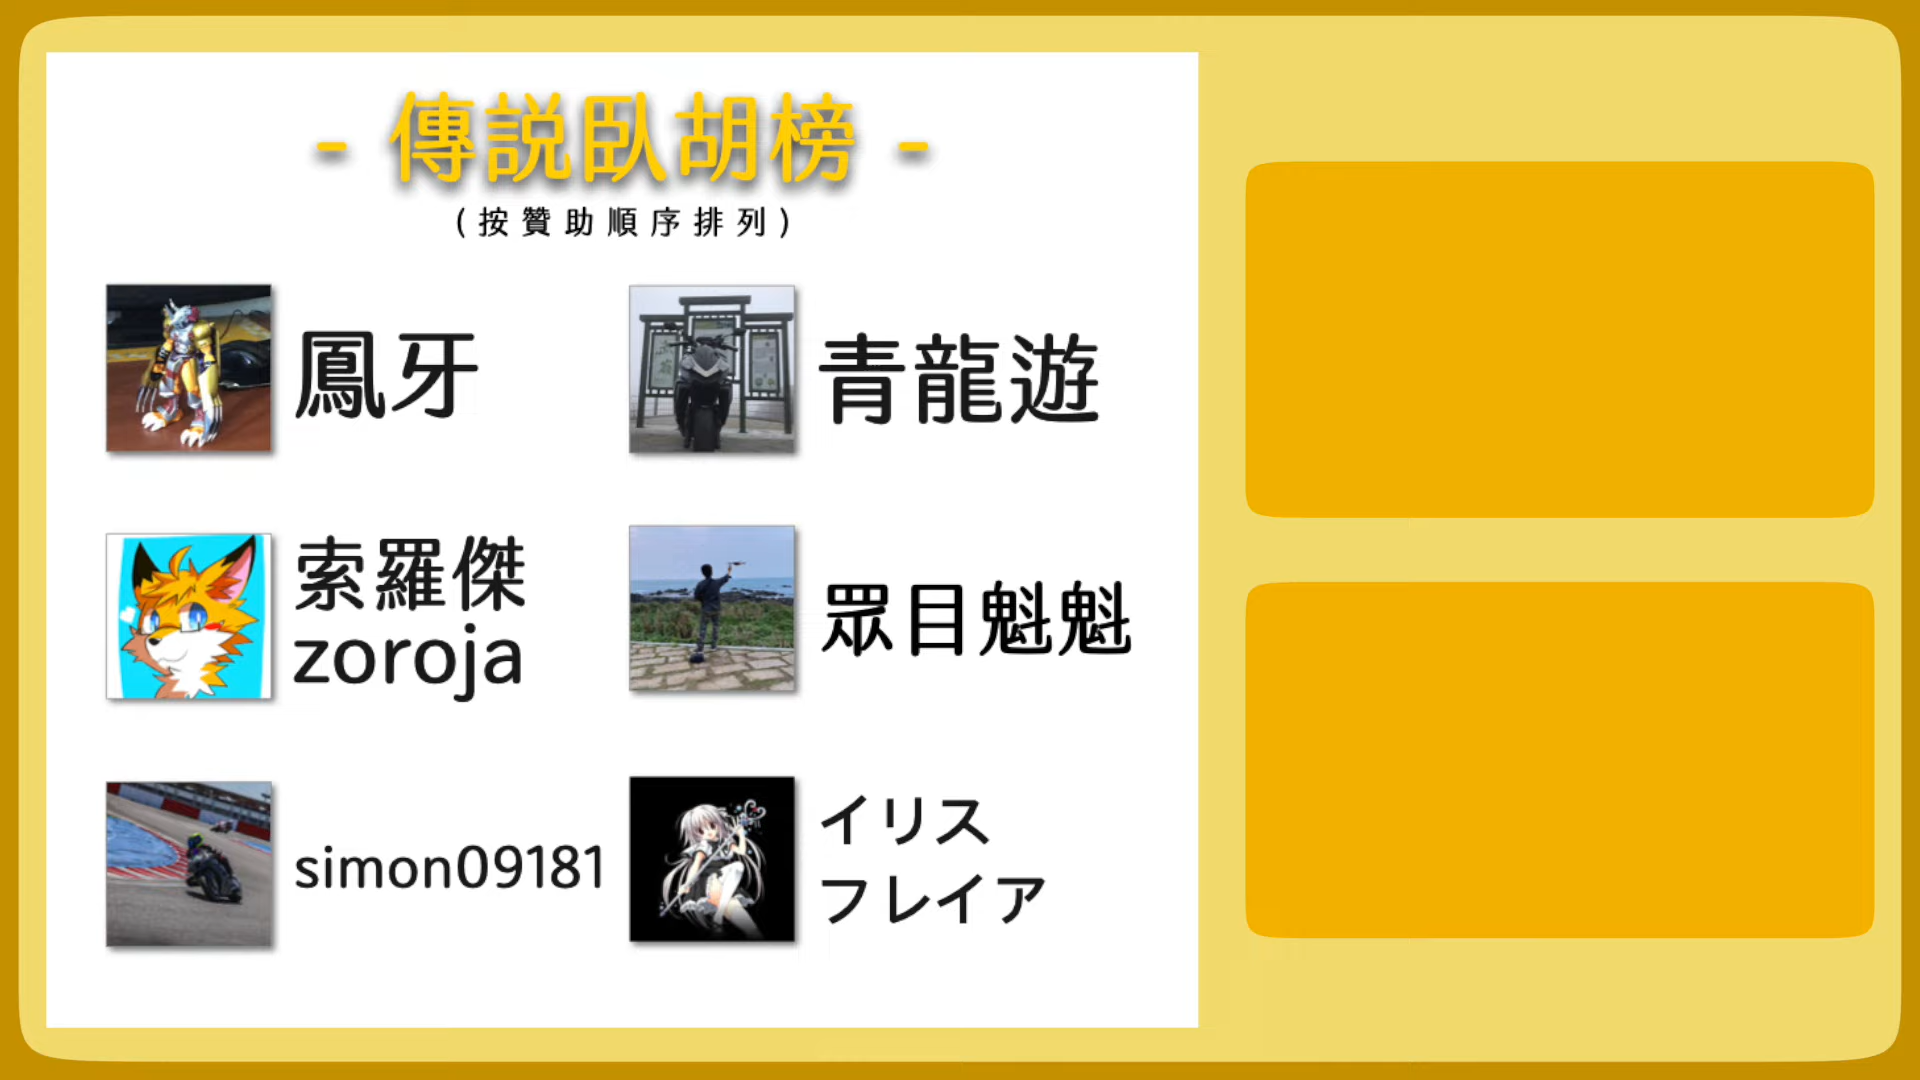 - 傳説臥胡榜 -
(按贊助順序排列)
鳳牙
青龍遊
索羅傑
zoroja
眾目魁魁
simon09181
イリス
フレイア